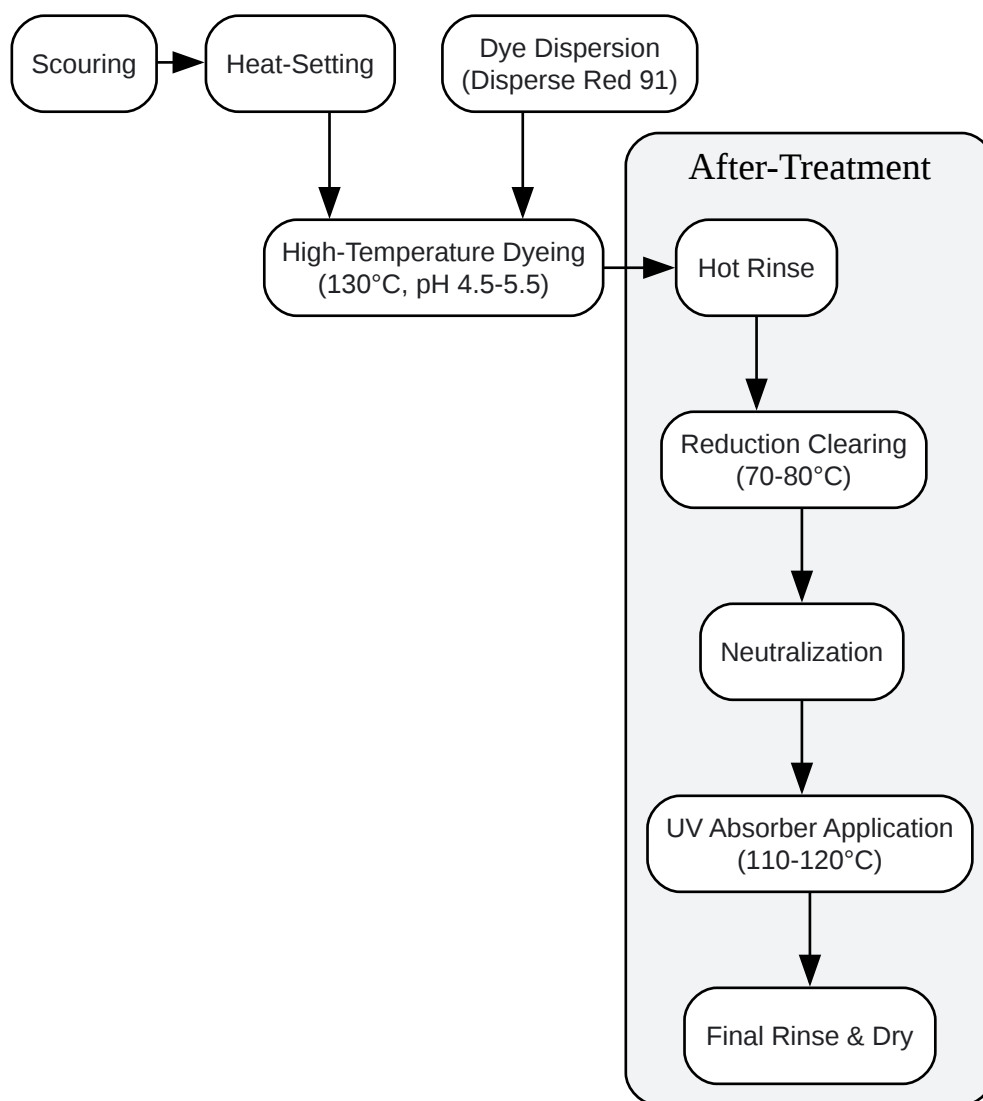 Scouring
Heat-Setting
Dye Dispersion
(Disperse Red 91)
High-Temperature Dyeing
(130°C, pH 4.5-5.5)
After-Treatment
Hot Rinse
Reduction Clearing
(70-80°C)
Neutralization
UV Absorber Application
(110-120°C)
Final Rinse & Dry